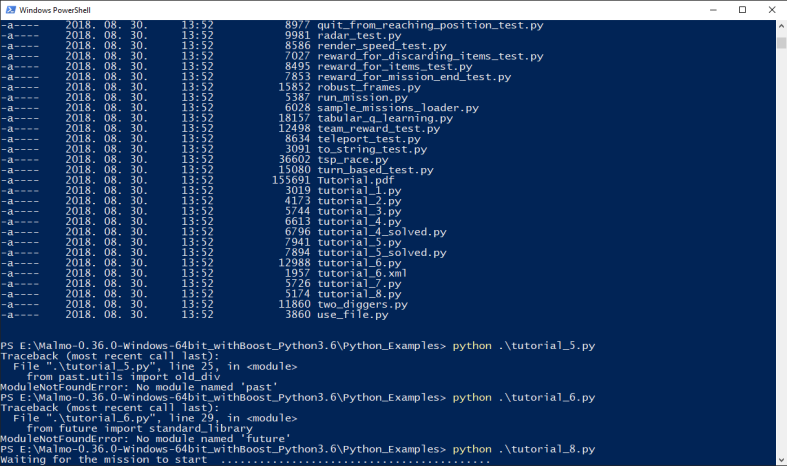 Windows PowerShell
-a----    2018. 08. 30.     13:52           8977 quit_from_reaching_position_test.py
-a----    2018. 08. 30.     13:52           9981 radar_test.py
-a----    2018. 08. 30.     13:52           8586 render_speed_test.py
-a----    2018. 08. 30.     13:52           7027 reward_for_discarding_items_test.py
-a----    2018. 08. 30.     13:52           8495 reward_for_items_test.py
-a----    2018. 08. 30.     13:52           7853 reward_for_mission_end_test.py
-a----    2018. 08. 30.     13:52          15852 robust_frames.py
-a----    2018. 08. 30.     13:52           5387 run_mission.py
-a----    2018. 08. 30.     13:52           6028 sample_missions_loader.py
-a----    2018. 08. 30.     13:52          18157 tabular_q_learning.py
-a----    2018. 08. 30.     13:52          12498 team_reward_test.py
-a----    2018. 08. 30.     13:52           8634 teleport_test.py
-a----    2018. 08. 30.     13:52           3091 to_string_test.py
-a----    2018. 08. 30.     13:52          36602 tsp_race.py
-a----    2018. 08. 30.     13:52          15080 turn_based_test.py
-a----    2018. 08. 30.     13:52         155691 Tutorial.pdf
-a----    2018. 08. 30.     13:52           3019 tutorial_1.py
-a----    2018. 08. 30.     13:52           4173 tutorial_2.py
-a----    2018. 08. 30.     13:52           5744 tutorial_3.py
-a----    2018. 08. 30.     13:52           6613 tutorial_4.py
-a----    2018. 08. 30.     13:52           6796 tutorial_4_solved.py
-a----    2018. 08. 30.     13:52           7941 tutorial_5.py
-a----    2018. 08. 30.     13:52           7894 tutorial_5_solved.py
-a----    2018. 08. 30.     13:52          12988 tutorial_6.py
-a----    2018. 08. 30.     13:52           1957 tutorial_6.xml
-a----    2018. 08. 30.     13:52           5726 tutorial_7.py
-a----    2018. 08. 30.     13:52           5174 tutorial_8.py
-a----    2018. 08. 30.     13:52          11860 two_diggers.py
-a----    2018. 08. 30.     13:52           3860 use_file.py
PS E:\Malmo-0.36.0-Windows-64bit_withBoost_Python3.6\Python_Examples> python .\tutorial_5.py
Traceback (most recent call last):
  File ".\tutorial_5.py", line 25, in <module>
    from past.utils import old_div
ModuleNotFoundError: No module named 'past'
PS E:\Malmo-0.36.0-Windows-64bit_withBoost_Python3.6\Python_Examples> python .\tutorial_6.py
Traceback (most recent call last):
  File ".\tutorial_6.py", line 29, in <module>
    from future import standard_library
ModuleNotFoundError: No module named 'future'
PS E:\Malmo-0.36.0-Windows-64bit_withBoost_Python3.6\Python_Examples> python .\tutorial_8.py
Waiting for the mission to start  .........................................